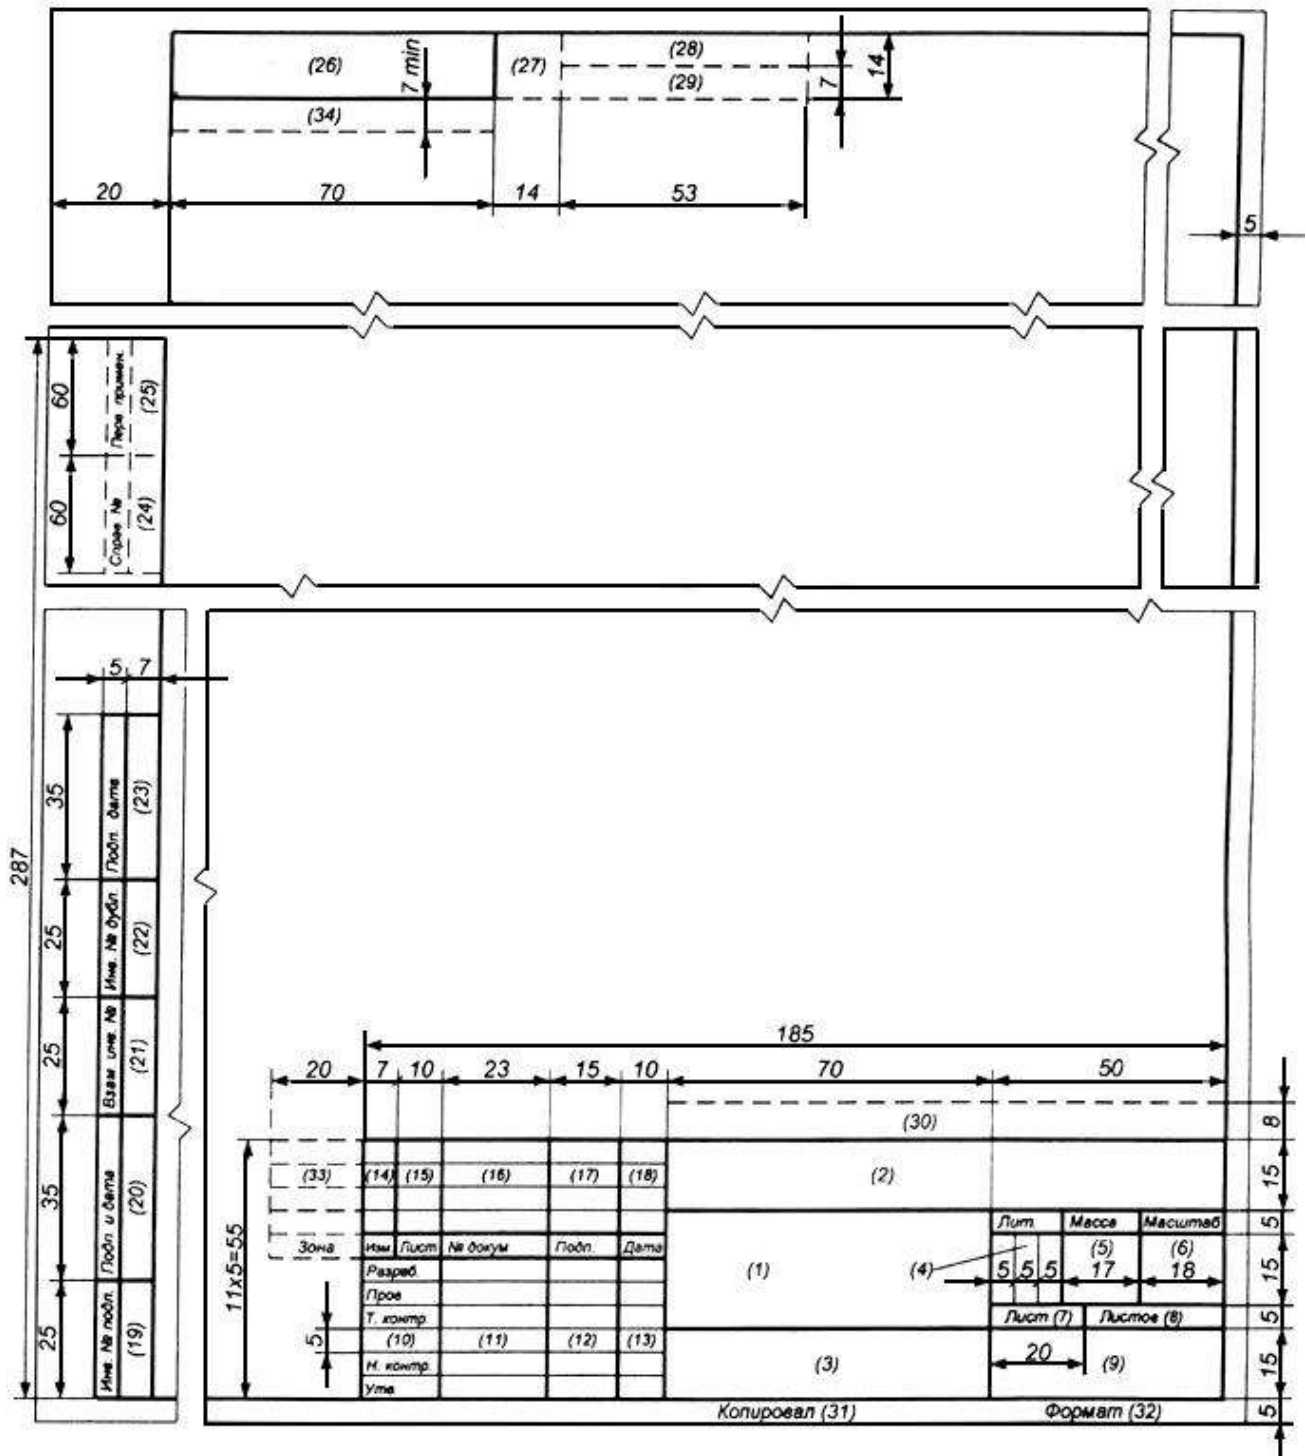 (26)
7 min
(27)
(28)
(29)
7
14
(34)
20
70
14
53
5
287
60
Перв примен.
(25)
60
Справ №
(24)
5 7
35
Подп. дата
(23)
25
Инв. № дубл.
(22)
25
Взам инв. №
(21)
35
Подп и дата
(20)
25
Инв. № подл.
(19)
185
20 7 10 23 15 10 70 50
(30)
8
11x5=55
(33) (14) (15) (16) (17) (18)
(2)
15
Зона Изм Лист № докум Подп. Дата
Лит. Масса Масштаб
5
Разраб.
Пров
Т. контр.
(10) (11) (12) (13)
5
Н. контр.
Утв
(1)
(4)
(5) (6)
5 5 5 17 18
15
Лист (7) Листов (8)
5
(3)
20
(9)
15
Копировал (31) Формат (32)
5